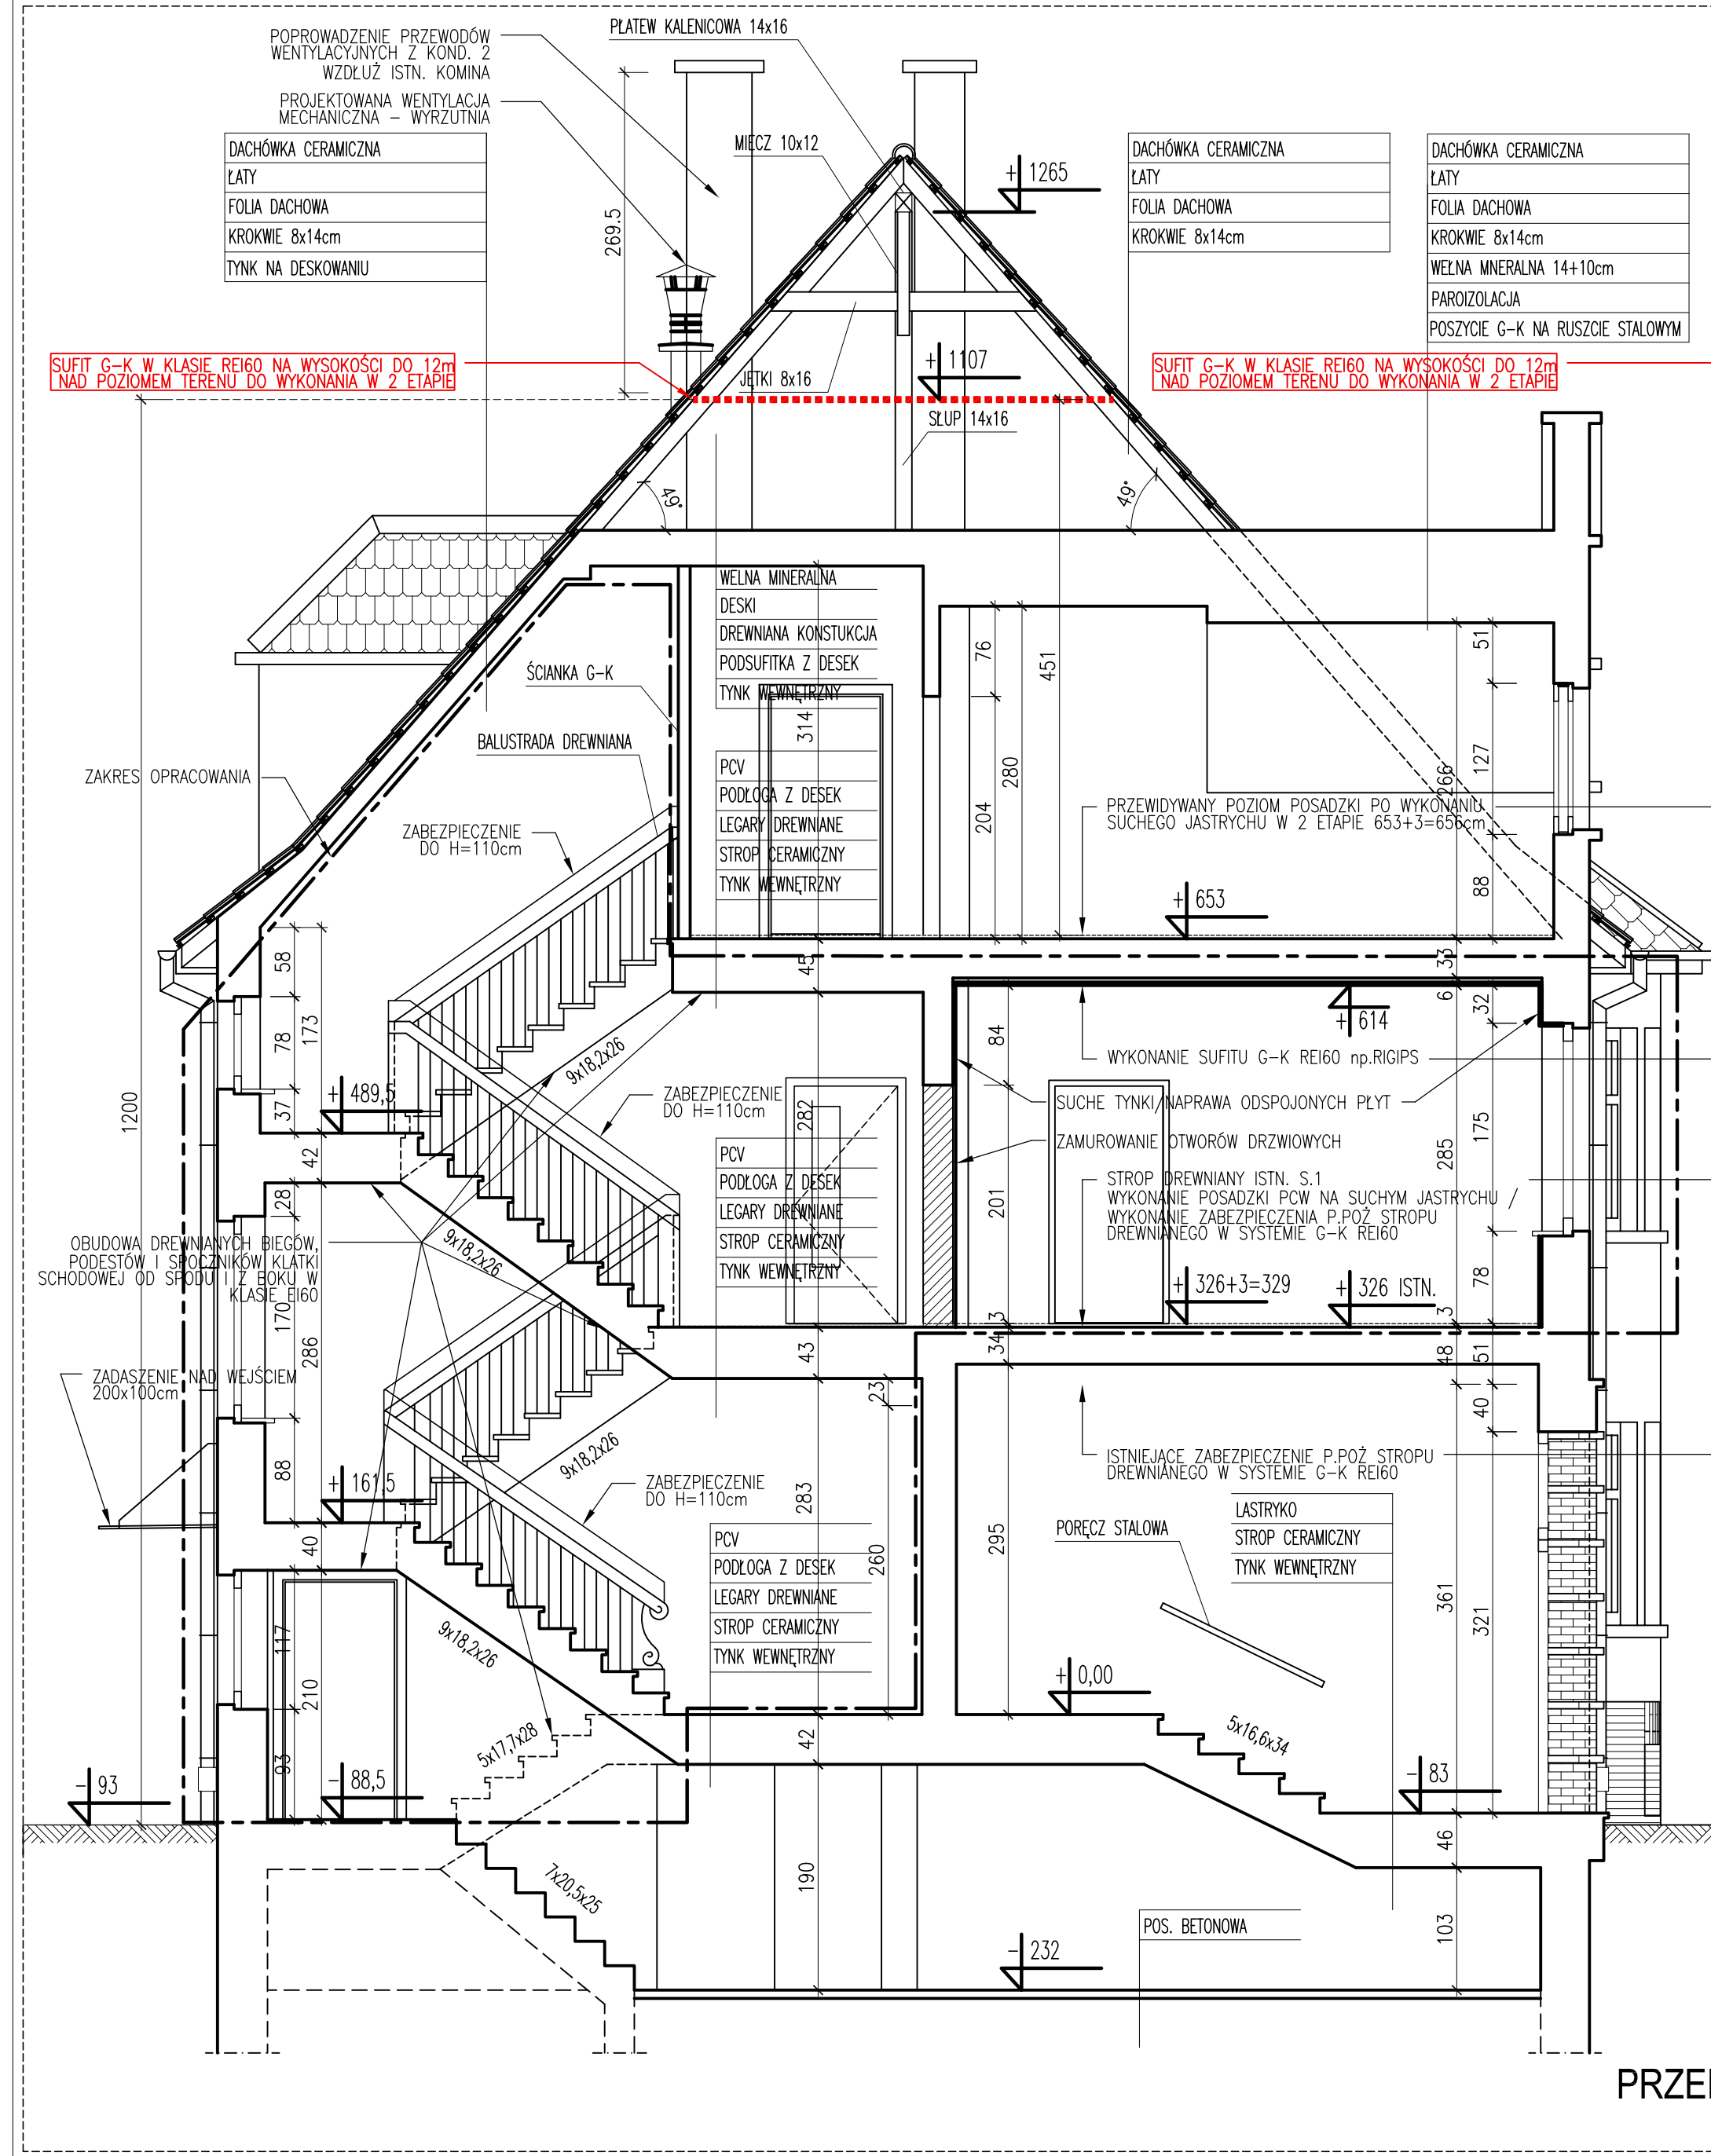 POPROWADZENIE PRZEWODÓW
WENTYLACYJNYCH Z KOND. 2
WZDŁUŻ ISTN. KOMINA
PŁATEW KALENICOWA 14x16
PROJEKTOWANA WENTYLACJA
MECHANICZNA – WYRZUTNIA
MIECZ 10x12
DACHÓWKA CERAMICZNA
ŁATY
FOLIA DACHOWA
KROKWIE 8x14cm
TYNK NA DESKOWANIU
269.5
+ 1265
DACHÓWKA CERAMICZNA
ŁATY
FOLIA DACHOWA
KROKWIE 8x14cm
DACHÓWKA CERAMICZNA
ŁATY
FOLIA DACHOWA
KROKWIE 8x14cm
WEŁNA MNERALNA 14+10cm
PAROIZOLACJA
POSZYCIE G–K NA RUSZCIE STALOWYM
SUFIT G–K W KLASIE REI60 NA WYSOKOŚCI DO 12m
NAD POZIOMEM TERENU DO WYKONANIA W 2 ETAPIE
JĘTKI 8x16
+ 1107
SUFIT G–K W KLASIE REI60 NA WYSOKOŚCI DO 12m
NAD POZIOMEM TERENU DO WYKONANIA W 2 ETAPIE
SŁUP 14x16
49°
49°
WELNA MINERALNA
DESKI
DREWNIANA KONSTUKCJA
PODSUFITKA Z DESEK
TYNK WEWNĘTRZNY
314
76
451
51
ŚCIANKA G–K
BALUSTRADA DREWNIANA
ZAKRES OPRACOWANIA
PCV
PODŁOGA Z DESEK
LEGARY DREWNIANE
STROP CERAMICZNY
TYNK WEWNĘTRZNY
280
204
266
127
88
PRZEWIDYWANY POZIOM POSADZKI PO WYKONANIU
SUCHEGO JASTRYCHU W 2 ETAPIE 653+3=656cm
ZABEZPIECZENIE
DO H=110cm
+ 653
58
173
78
37
45
33
6
32
+ 614
84
9x18,2x26
WYKONANIE SUFITU G–K REI60 np.RIGIPS
1200
+ 489,5
ZABEZPIECZENIE
DO H=110cm
282
SUCHE TYNKI/NAPRAWA ODSPOJONYCH PŁYT
ZAMUROWANIE OTWORÓW DRZWIOWYCH
285
175
42
28
PCV
PODŁOGA Z DESEK
LEGARY DREWNIANE
STROP CERAMICZNY
TYNK WEWNĘTRZNY
201
STROP DREWNIANY ISTN. S.1
WYKONANIE POSADZKI PCW NA SUCHYM JASTRYCHU /
WYKONANIE ZABEZPIECZENIA P.POŻ STROPU
DREWNIANEGO W SYSTEMIE G–K REI60
OBUDOWA DREWNIANYCH BIEGÓW,
PODESTÓW I SPOCZNIKÓW KLATKI
SCHODOWEJ OD SPODU I Z BOKU W
KLASIE EI60
9x18,2x26
170
286
+ 326+3=329
+ 326 ISTN.
78
3
3
34
43
48
51
23
40
ZADASZENIE NAD WEJŚCIEM
200x100cm
88
9x18,2x26
ISTNIEJĄCE ZABEZPIECZENIE P.POŻ STROPU
DREWNIANEGO W SYSTEMIE G–K REI60
+ 161,5
ZABEZPIECZENIE
DO H=110cm
283
260
295
PORĘCZ STALOWA
LASTRYKO
STROP CERAMICZNY
TYNK WEWNĘTRZNY
40
PCV
PODŁOGA Z DESEK
LEGARY DREWNIANE
STROP CERAMICZNY
TYNK WEWNĘTRZNY
361
321
117
9x18,2x26
210
93
+ 0,00
5x16,6x34
5x17,7x28
42
– 93
– 88,5
– 83
46
190
7x20,5x25
103
POS. BETONOWA
– 232